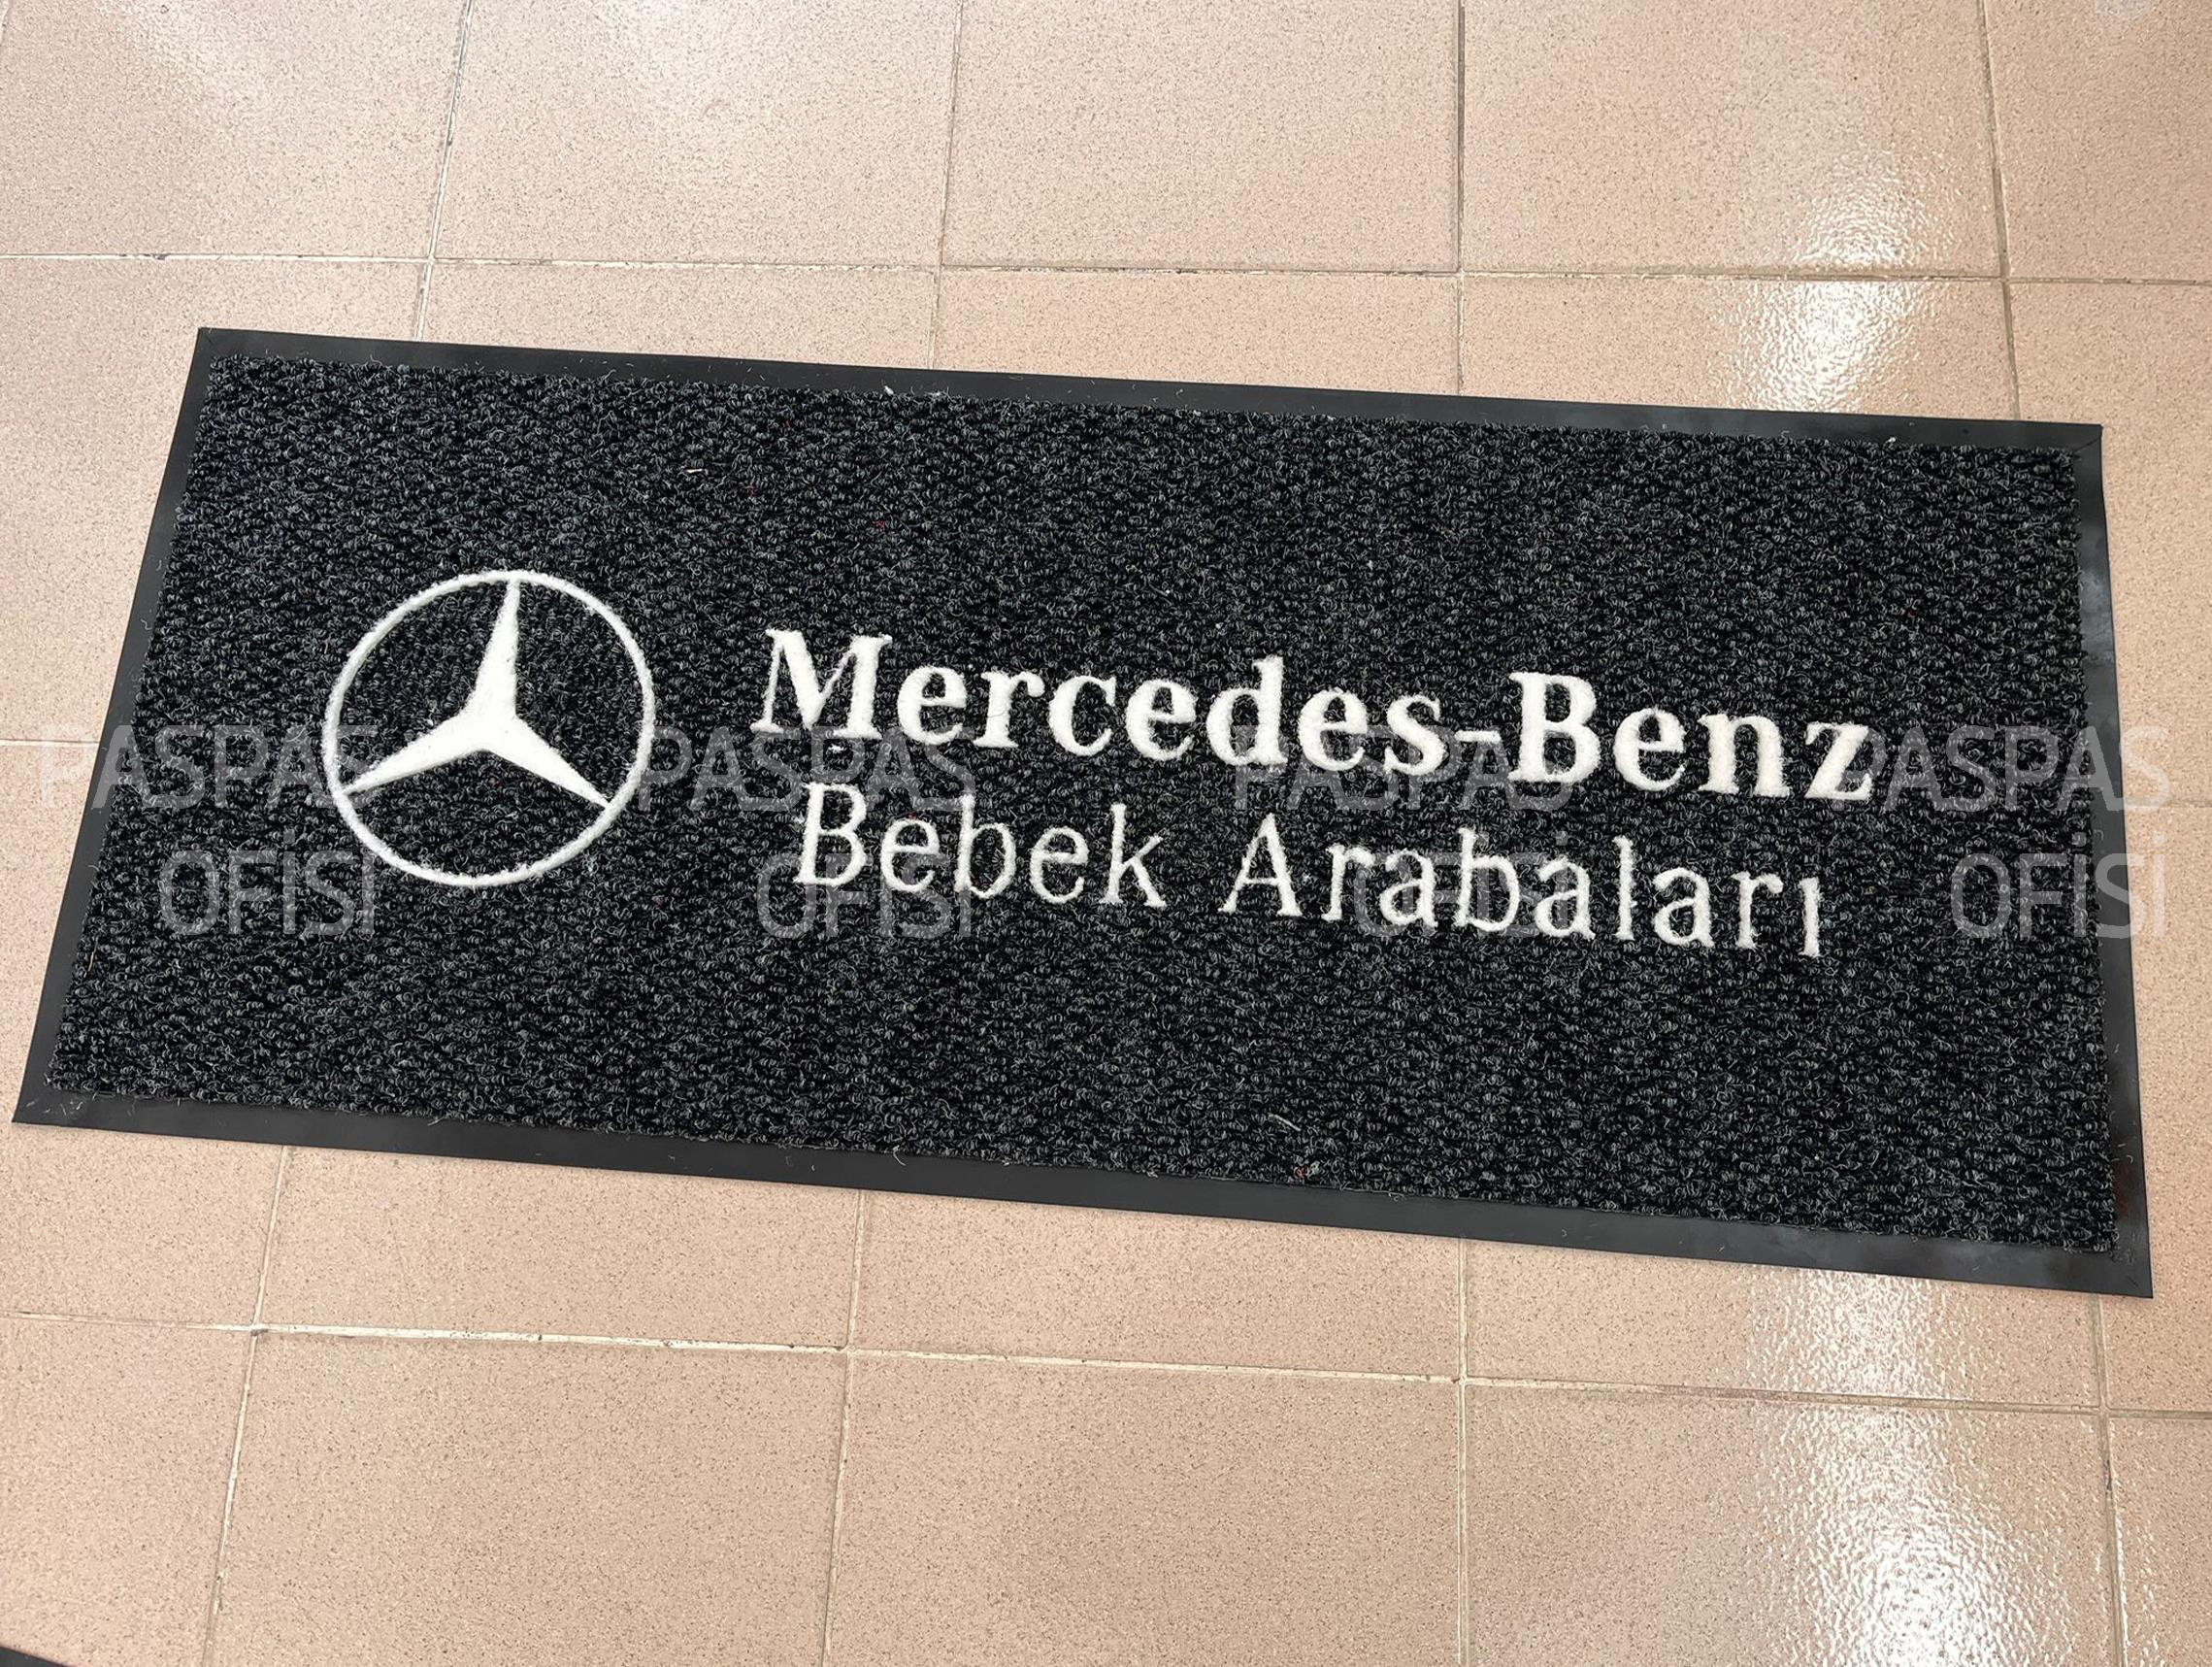 Mercedes-Benz
Bebek Arabaları
PASPAS PASPAS PASPAS PASPAS
OFİSİ OFİSİ OFİSİ OFİSİ